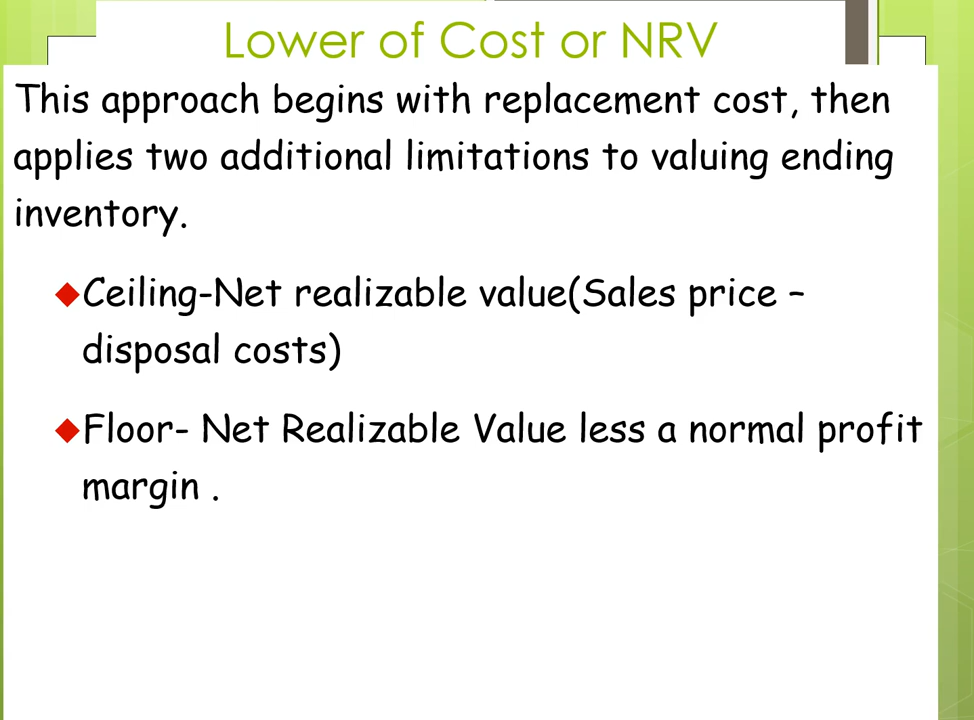 Lower of Cost or NRV
This approach begins with replacement cost, then
applies two additional limitations to valuing ending
inventory.
Ceiling-Net realizable value(Sales price –
disposal costs)
Floor- Net Realizable Value less a normal profit
margin .